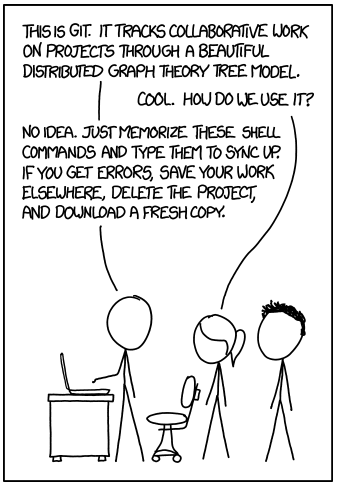 THIS IS GIT. IT TRACKS COLLABORATIVE WORK
ON PROJECTS THROUGH A BEAUTIFUL
DISTRIBUTED GRAPH THEORY TREE MODEL.
COOL. HOW DO WE USE IT?
NO IDEA. JUST MEMORIZE THESE SHELL
COMMANDS AND TYPE THEM TO SYNC UP.
IF YOU GET ERRORS, SAVE YOUR WORK
ELSEWHERE, DELETE THE PROJECT,
AND DOWNLOAD A FRESH COPY.